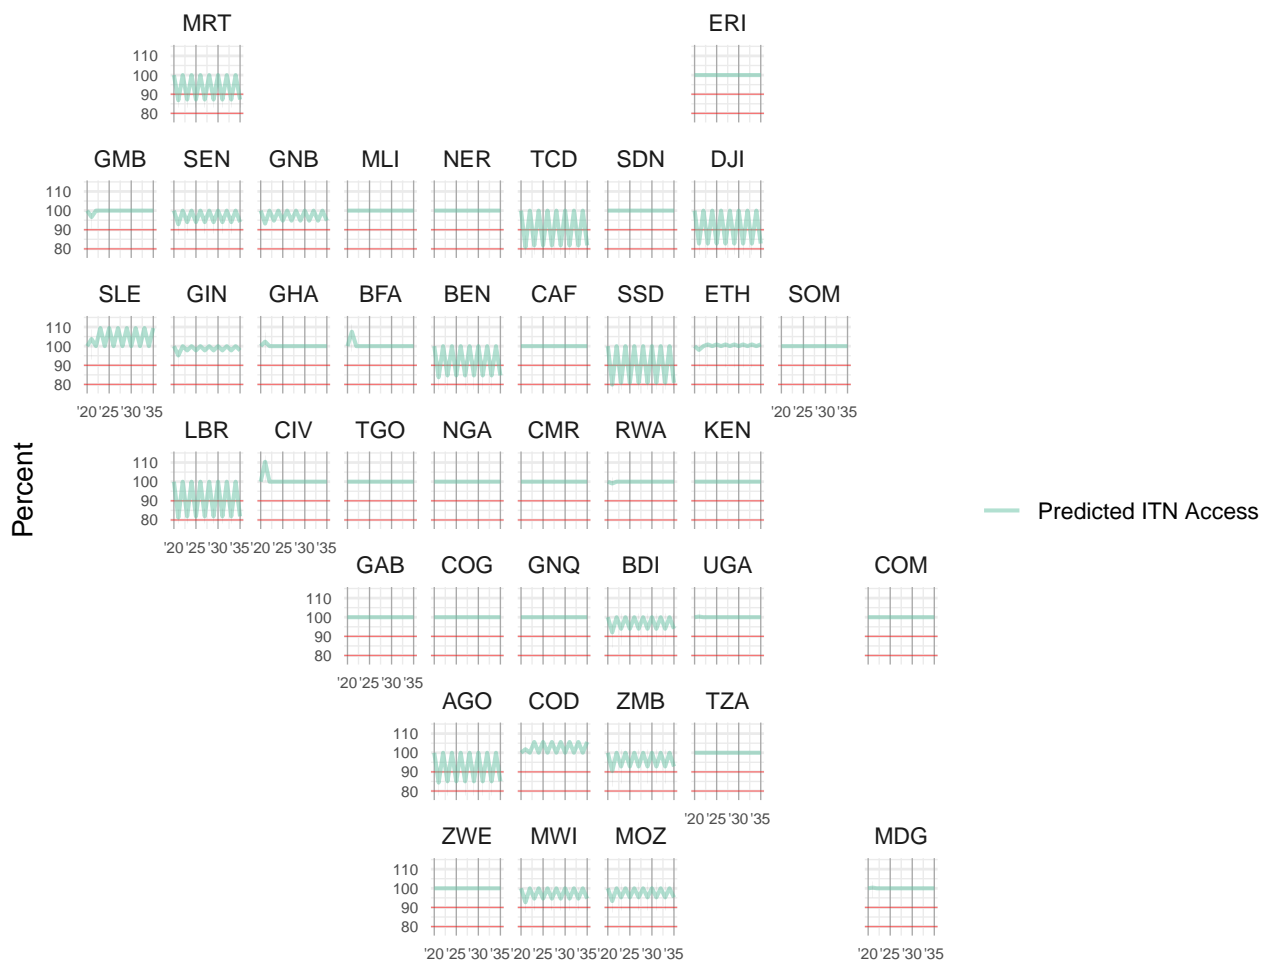 MRT ERI
110
100
90
80
GMB SEN GNB MLI NER TCD SDN DJI
110
100
90
80
SLE GIN GHA BFA BEN CAF SSD ETH SOM
110
100
90
80
'20 '25 '30 '35 '20 '25 '30 '35
LBR CIV TGO NGA CMR RWA KEN
110
100
90
80
'20 '25 '30 '35 '20 '25 '30 '35
GAB COG GNQ BDI UGA COM
110
100
90
80
'20 '25 '30 '35
AGO COD ZMB TZA
110
100
90
80
'20 '25 '30 '35
ZWE MWI MOZ MDG
110
100
90
80
'20 '25 '30 '35 '20 '25 '30 '35 '20 '25 '30 '35 '20 '25 '30 '35
Percent
Predicted ITN Access